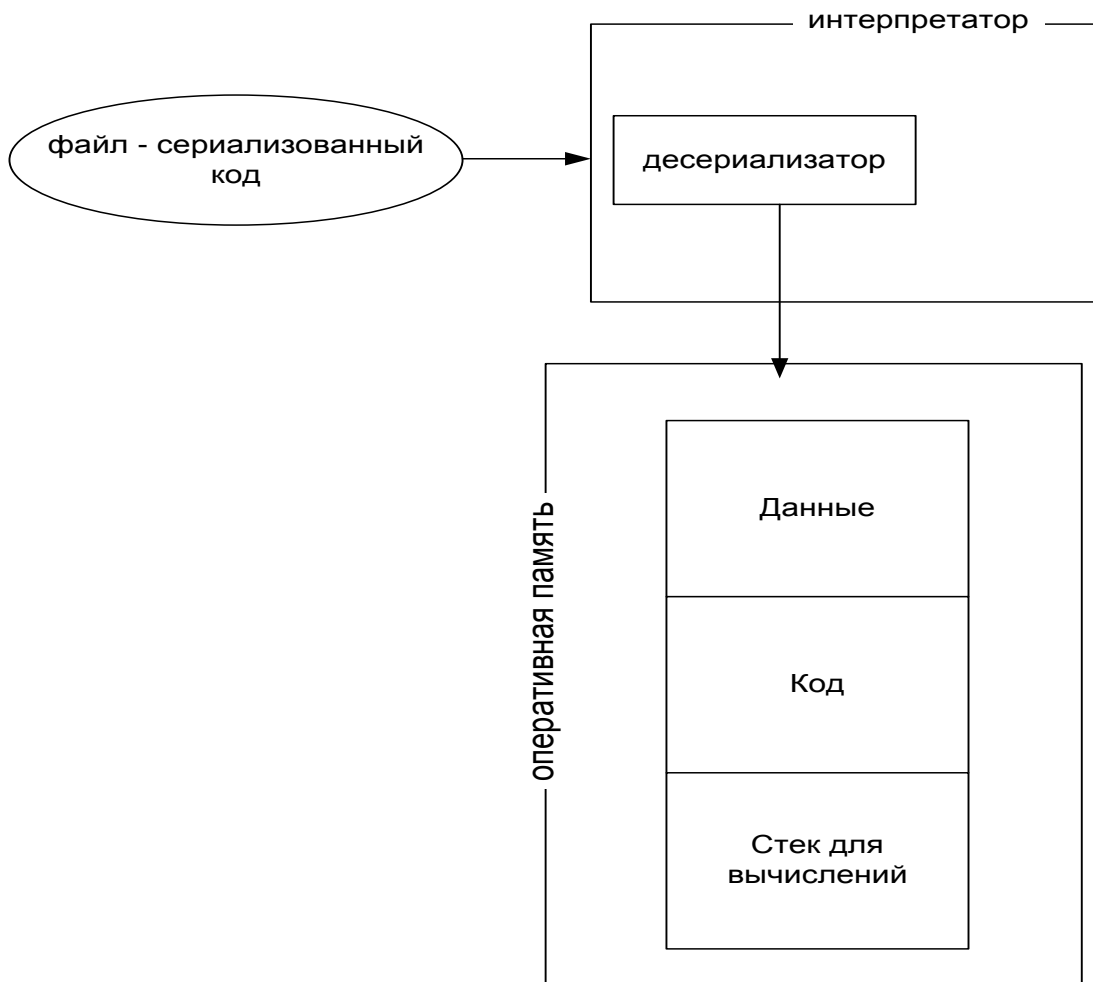 интерпретатор
файл - сериализованный
код
десериализатор
оперативная память
Данные
Код
Стек для
вычислений